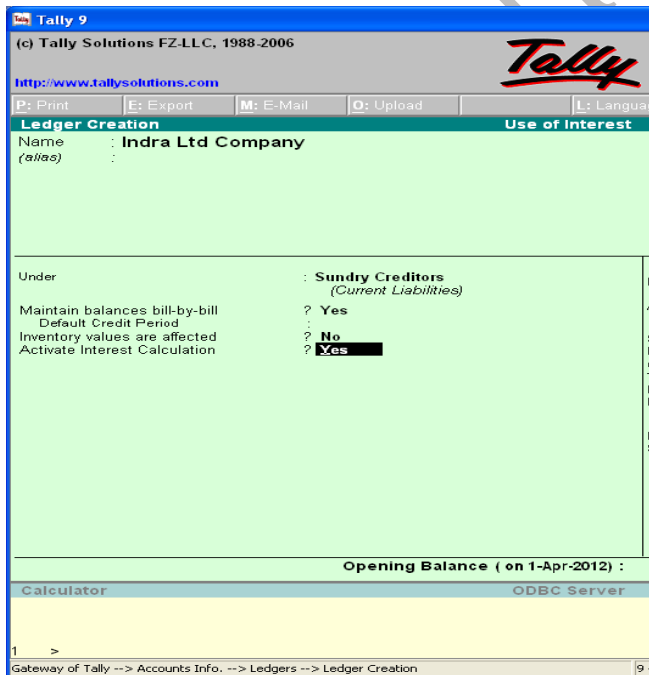 Tally 9
(c) Tally Solutions FZ-LLC, 1988-2006
Tally
http://www.tallysolutions.com
P: Print E: Export M: E-Mail O: Upload L: Langua
Ledger Creation Use of Interest
Name : Indra Ltd Company
(alias) :
Under : Sundry Creditors
(Current Liabilities)
Maintain balances bill-by-bill ? Yes
Default Credit Period :
Inventory values are affected ? No
Activate Interest Calculation ? Yes
Opening Balance ( on 1-Apr-2012) :
Calculator ODBC Server
1 >
Gateway of Tally --> Accounts Info. --> Ledgers --> Ledger Creation 9